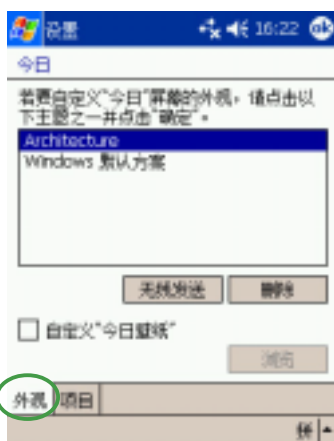 设置 16:22 ok
今日
若要自定义"今日"屏幕的外观，请点击以
下主题之一并点击"确定"。
Architecture
Windows 默认方案
无线发送 删除
自定义"今日壁纸"
浏览
外观 项目
拼